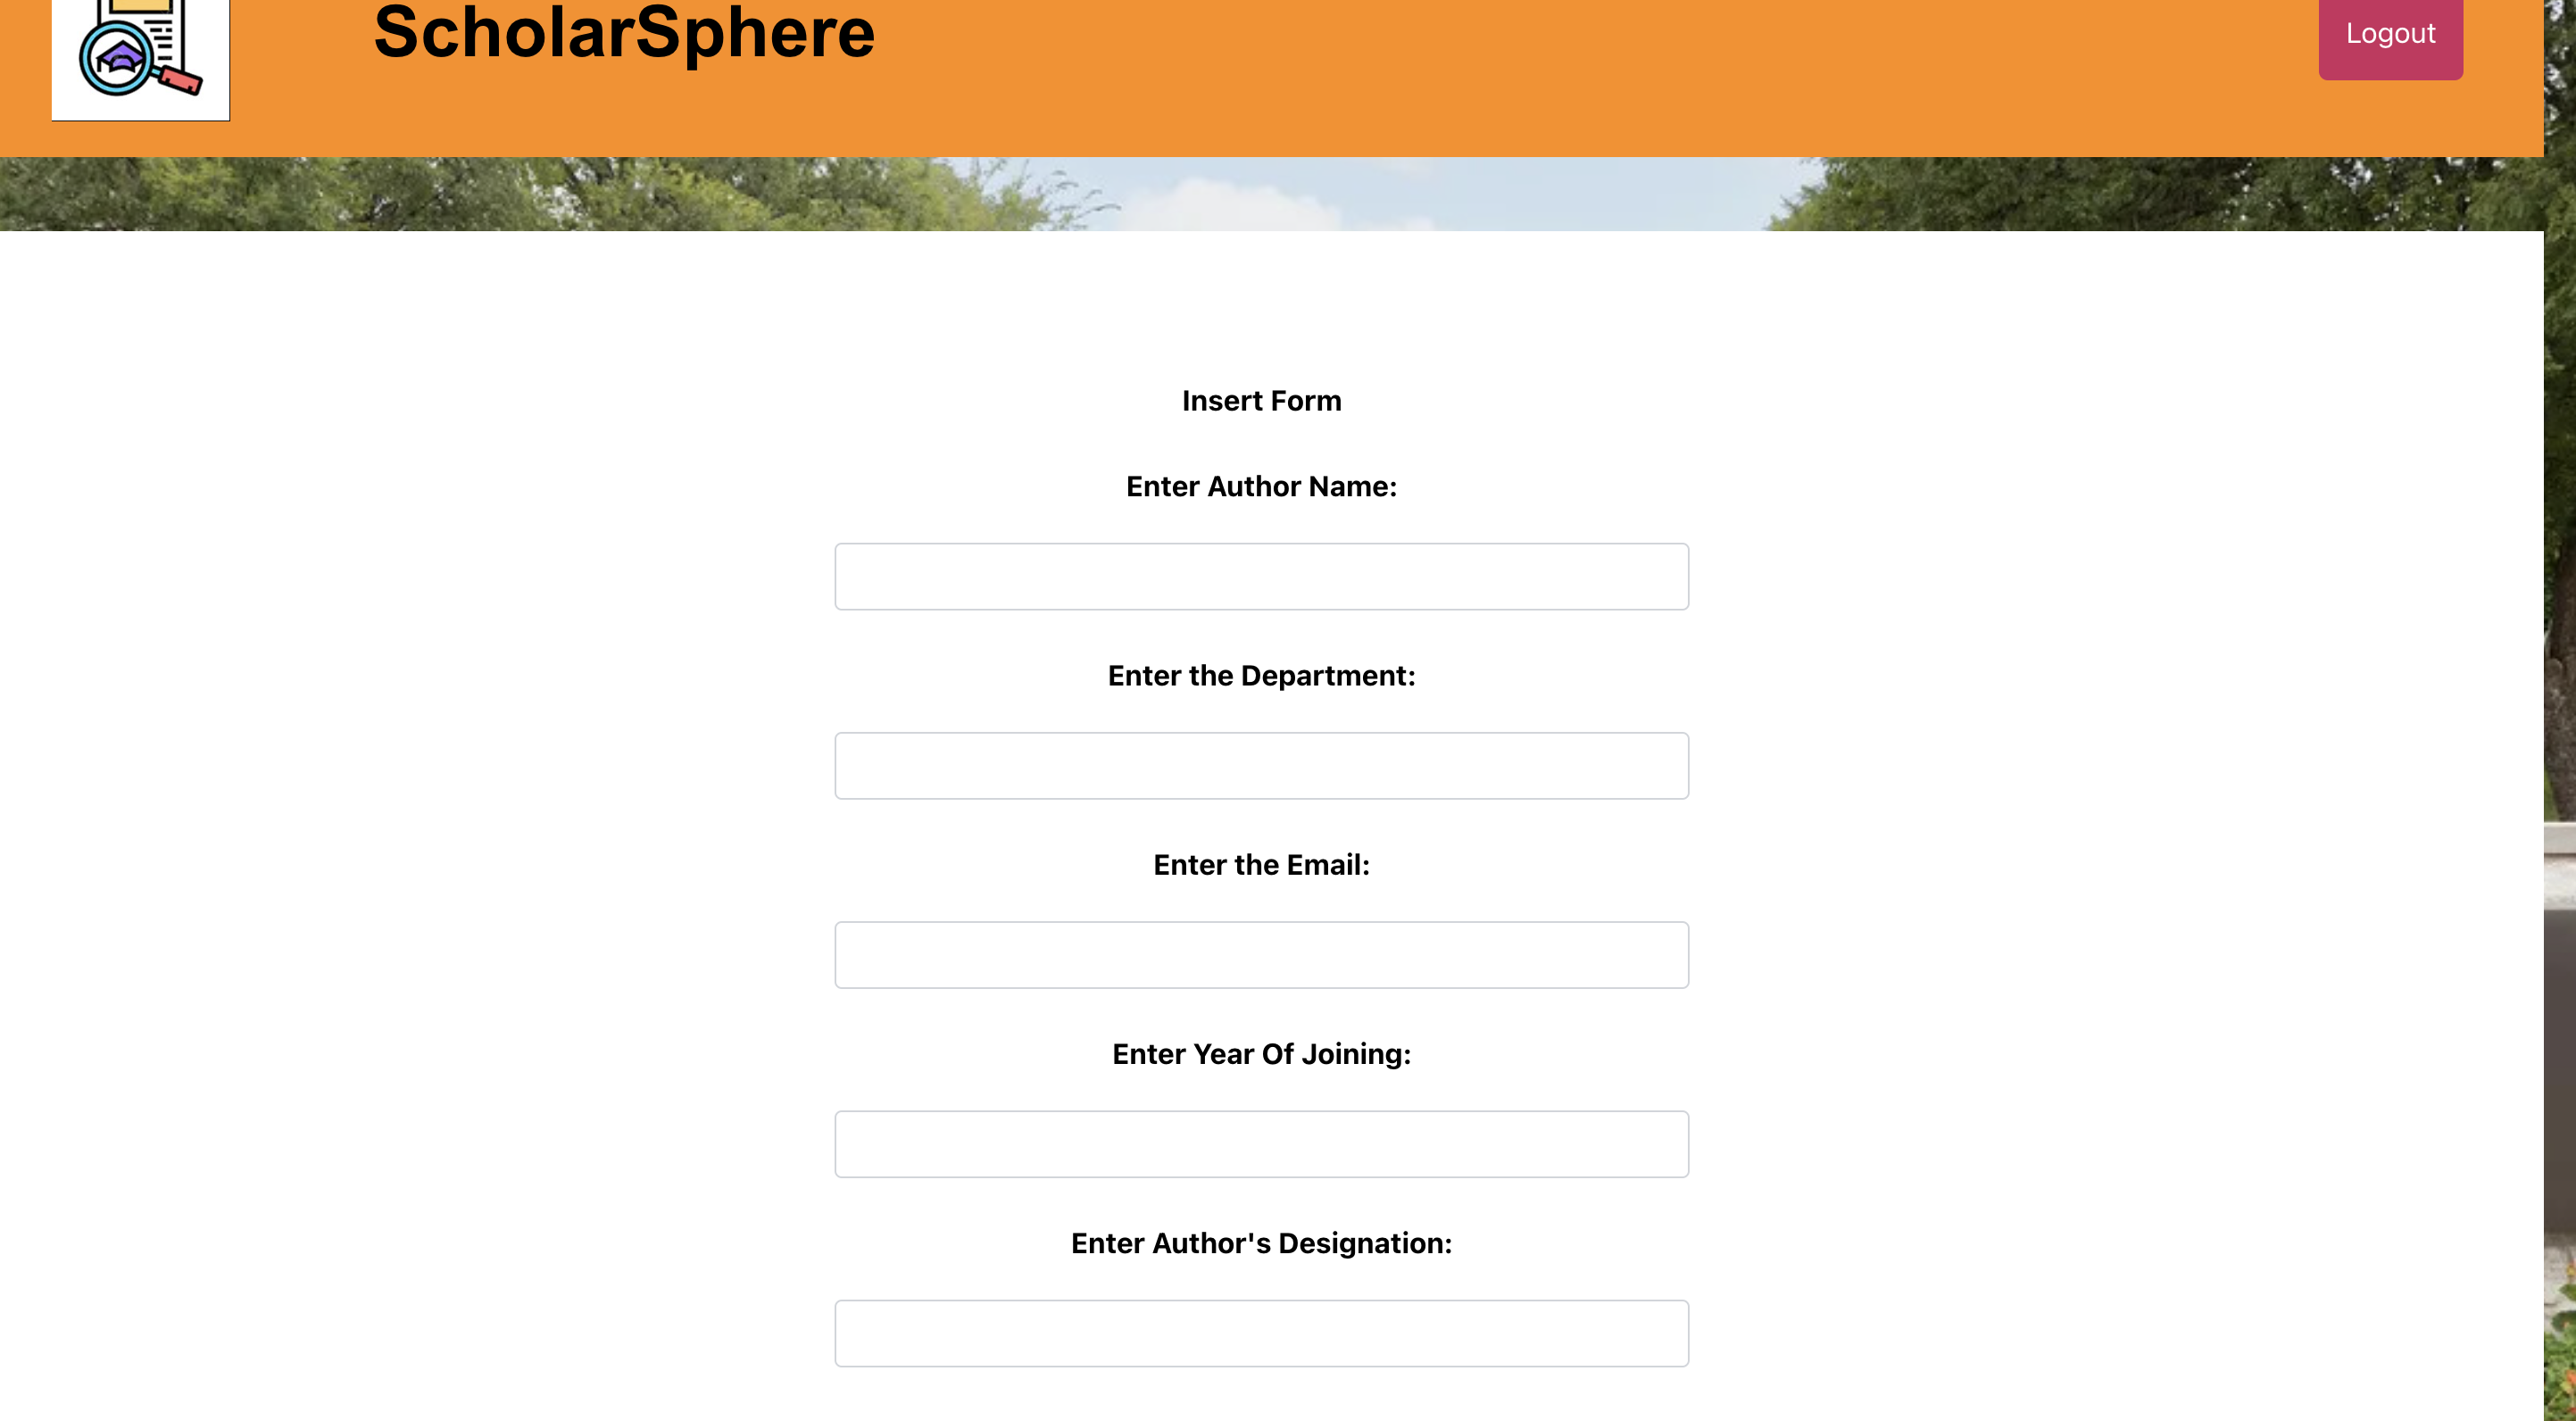 ScholarSphere
Logout
Insert Form
Enter Author Name:
Enter the Department:
Enter the Email:
Enter Year Of Joining:
Enter Author's Designation: